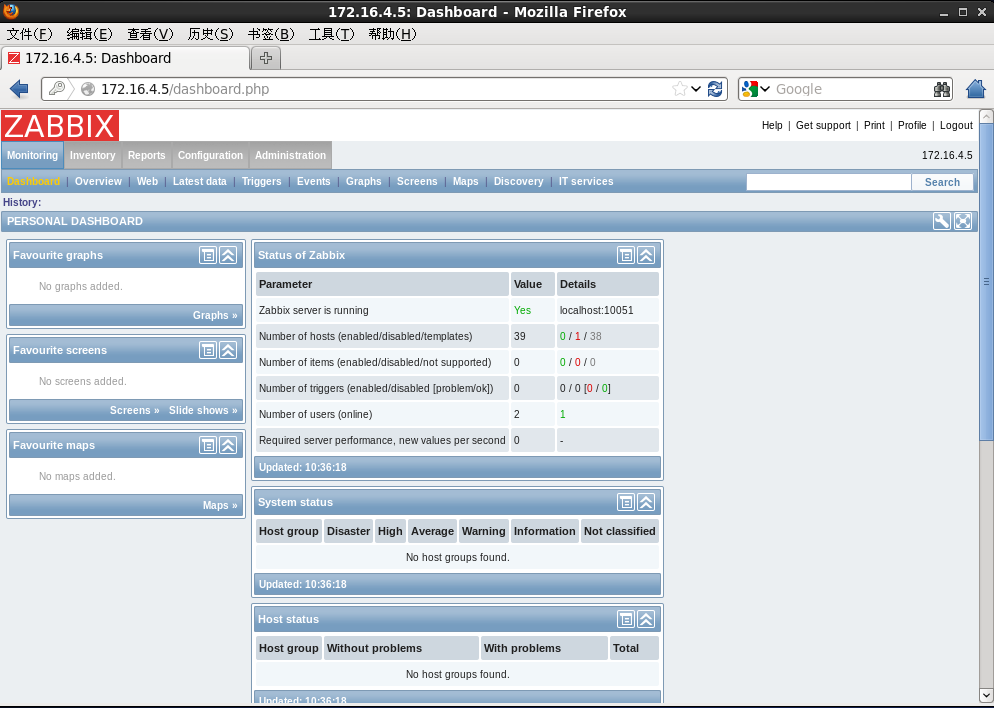 172.16.4.5: Dashboard - Mozilla Firefox
文件(F) 编辑(E) 查看(V) 历史(S) 书签(B) 工具(T) 帮助(H)
172.16.4.5: Dashboard
172.16.4.5/dashboard.php
Google
ZABBIX
Help | Get support | Print | Profile | Logout
Monitoring Inventory Reports Configuration Administration
172.16.4.5
Dashboard | Overview | Web | Latest data | Triggers | Events | Graphs | Screens | Maps | Discovery | IT services
Search
History:
PERSONAL DASHBOARD
Favourite graphs
No graphs added.
Graphs »
Favourite screens
No screens added.
Screens » Slide shows »
Favourite maps
No maps added.
Maps »
Status of Zabbix
Parameter Value Details
Zabbix server is running Yes localhost:10051
Number of hosts (enabled/disabled/templates) 39 0 / 1 / 38
Number of items (enabled/disabled/not supported) 0 0 / 0 / 0
Number of triggers (enabled/disabled [problem/ok]) 0 0 / 0 [0 / 0]
Number of users (online) 2 1
Required server performance, new values per second 0 -
Updated: 10:36:18
System status
Host group Disaster High Average Warning Information Not classified
No host groups found.
Updated: 10:36:18
Host status
Host group Without problems With problems Total
No host groups found.
Updated: 10:36:18